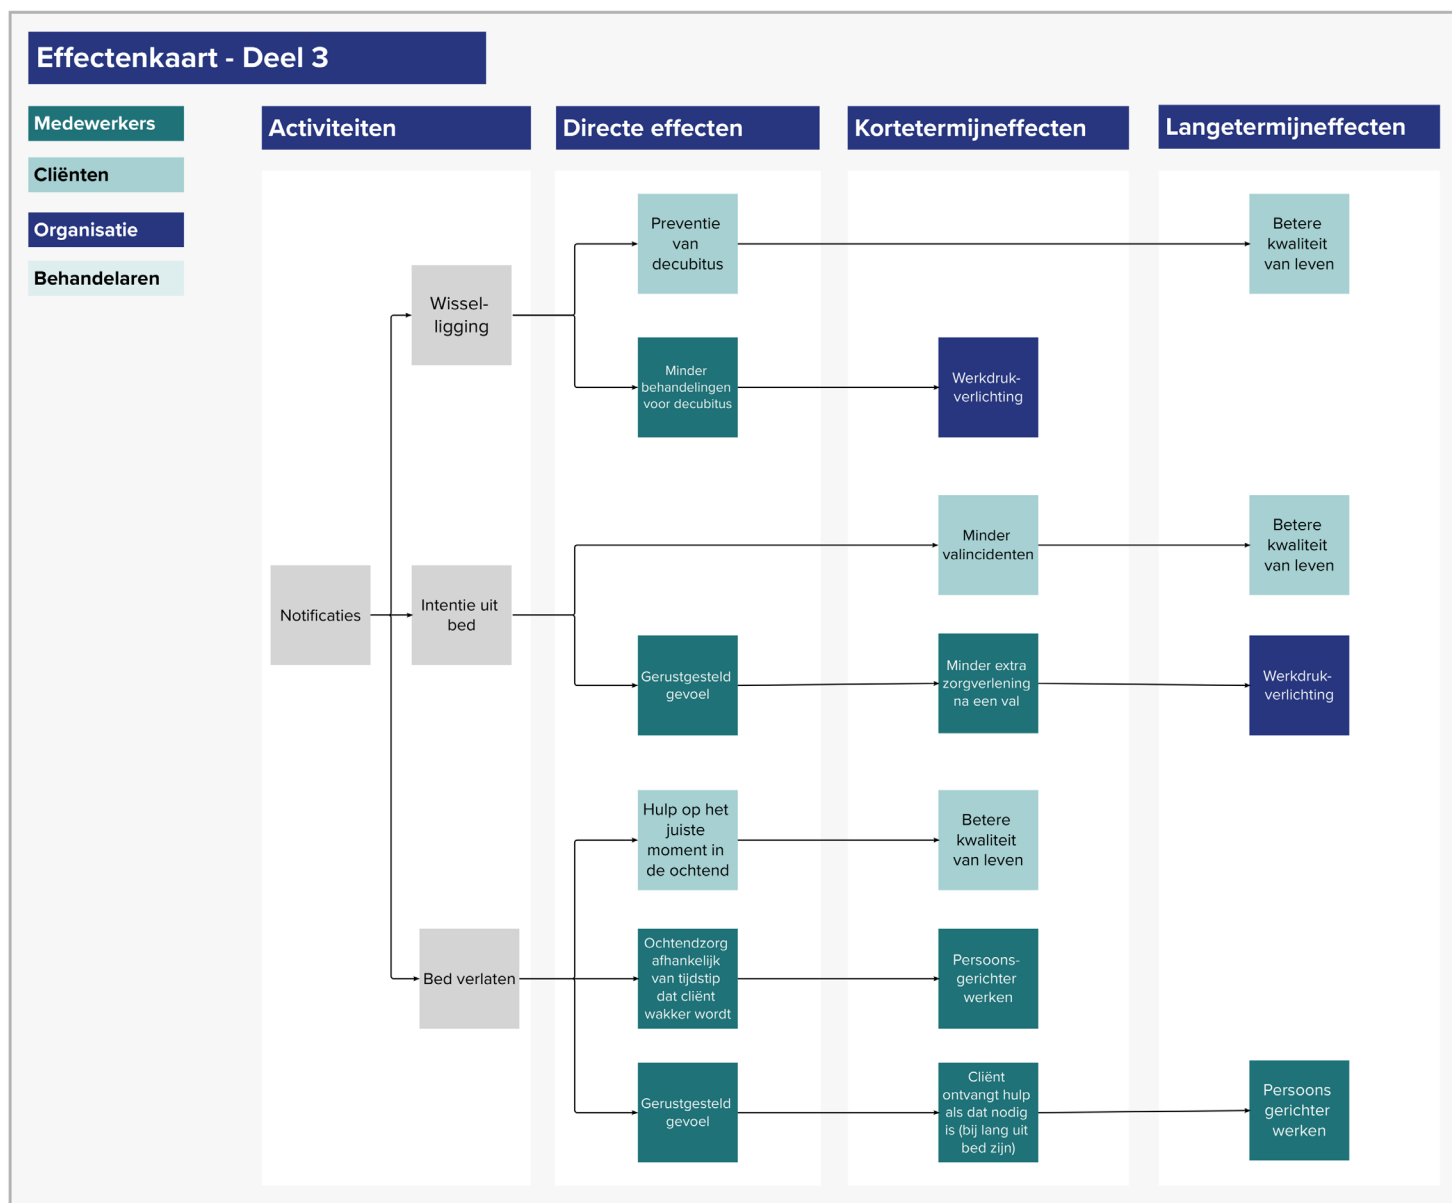 Effectenkaart - Deel 3
Medewerkers
Cliënten
Organisatie
Behandelaren
Activiteiten
Directe effecten
Kortetermijneffecten
Langetermijneffecten
Notificaties
Wissel-
ligging
Preventie
van
decubitus
Betere
kwaliteit
van leven
Minder
behandelingen
voor decubitus
Werkdruk-
verlichting
Intentie uit
bed
Minder
valincidenten
Betere
kwaliteit
van leven
Gerustgesteld
gevoel
Minder extra
zorgverlening
na een val
Werkdruk-
verlichting
Bed verlaten
Hulp op het
juiste
moment in
de ochtend
Betere
kwaliteit
van leven
Ochtendzorg
afhankelijk
van tijdstip
dat cliënt
wakker wordt
Persoons-
gerichter
werken
Gerustgesteld
gevoel
Cliënt
ontvangt hulp
als dat nodig
is (bij lang uit
bed zijn)
Persoons
gerichter
werken